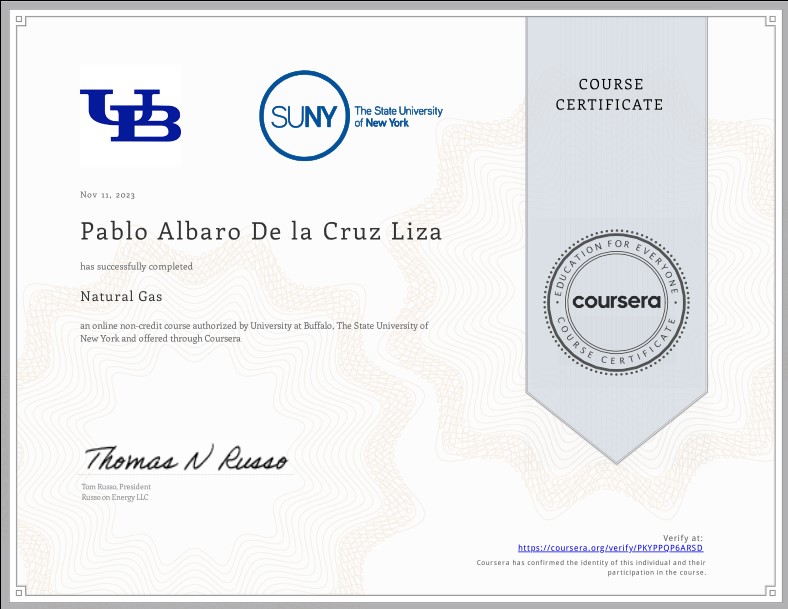 UB
SUNY
The State University
of New York
COURSE
CERTIFICATE
Nov 11, 2023
Pablo Albaro De la Cruz Liza
has successfully completed
Natural Gas
an online non-credit course authorized by University at Buffalo, The State University of
New York and offered through Coursera
EDUCATION FOR EVERYONE
coursera
COURSE CERTIFICATE
Thomas N Russo
Tom Russo, President
Russo on Energy LLC
Verify at:
https://coursera.org/verify/PKYPPQP6ARSD
Coursera has confirmed the identity of this individual and their
participation in the course.